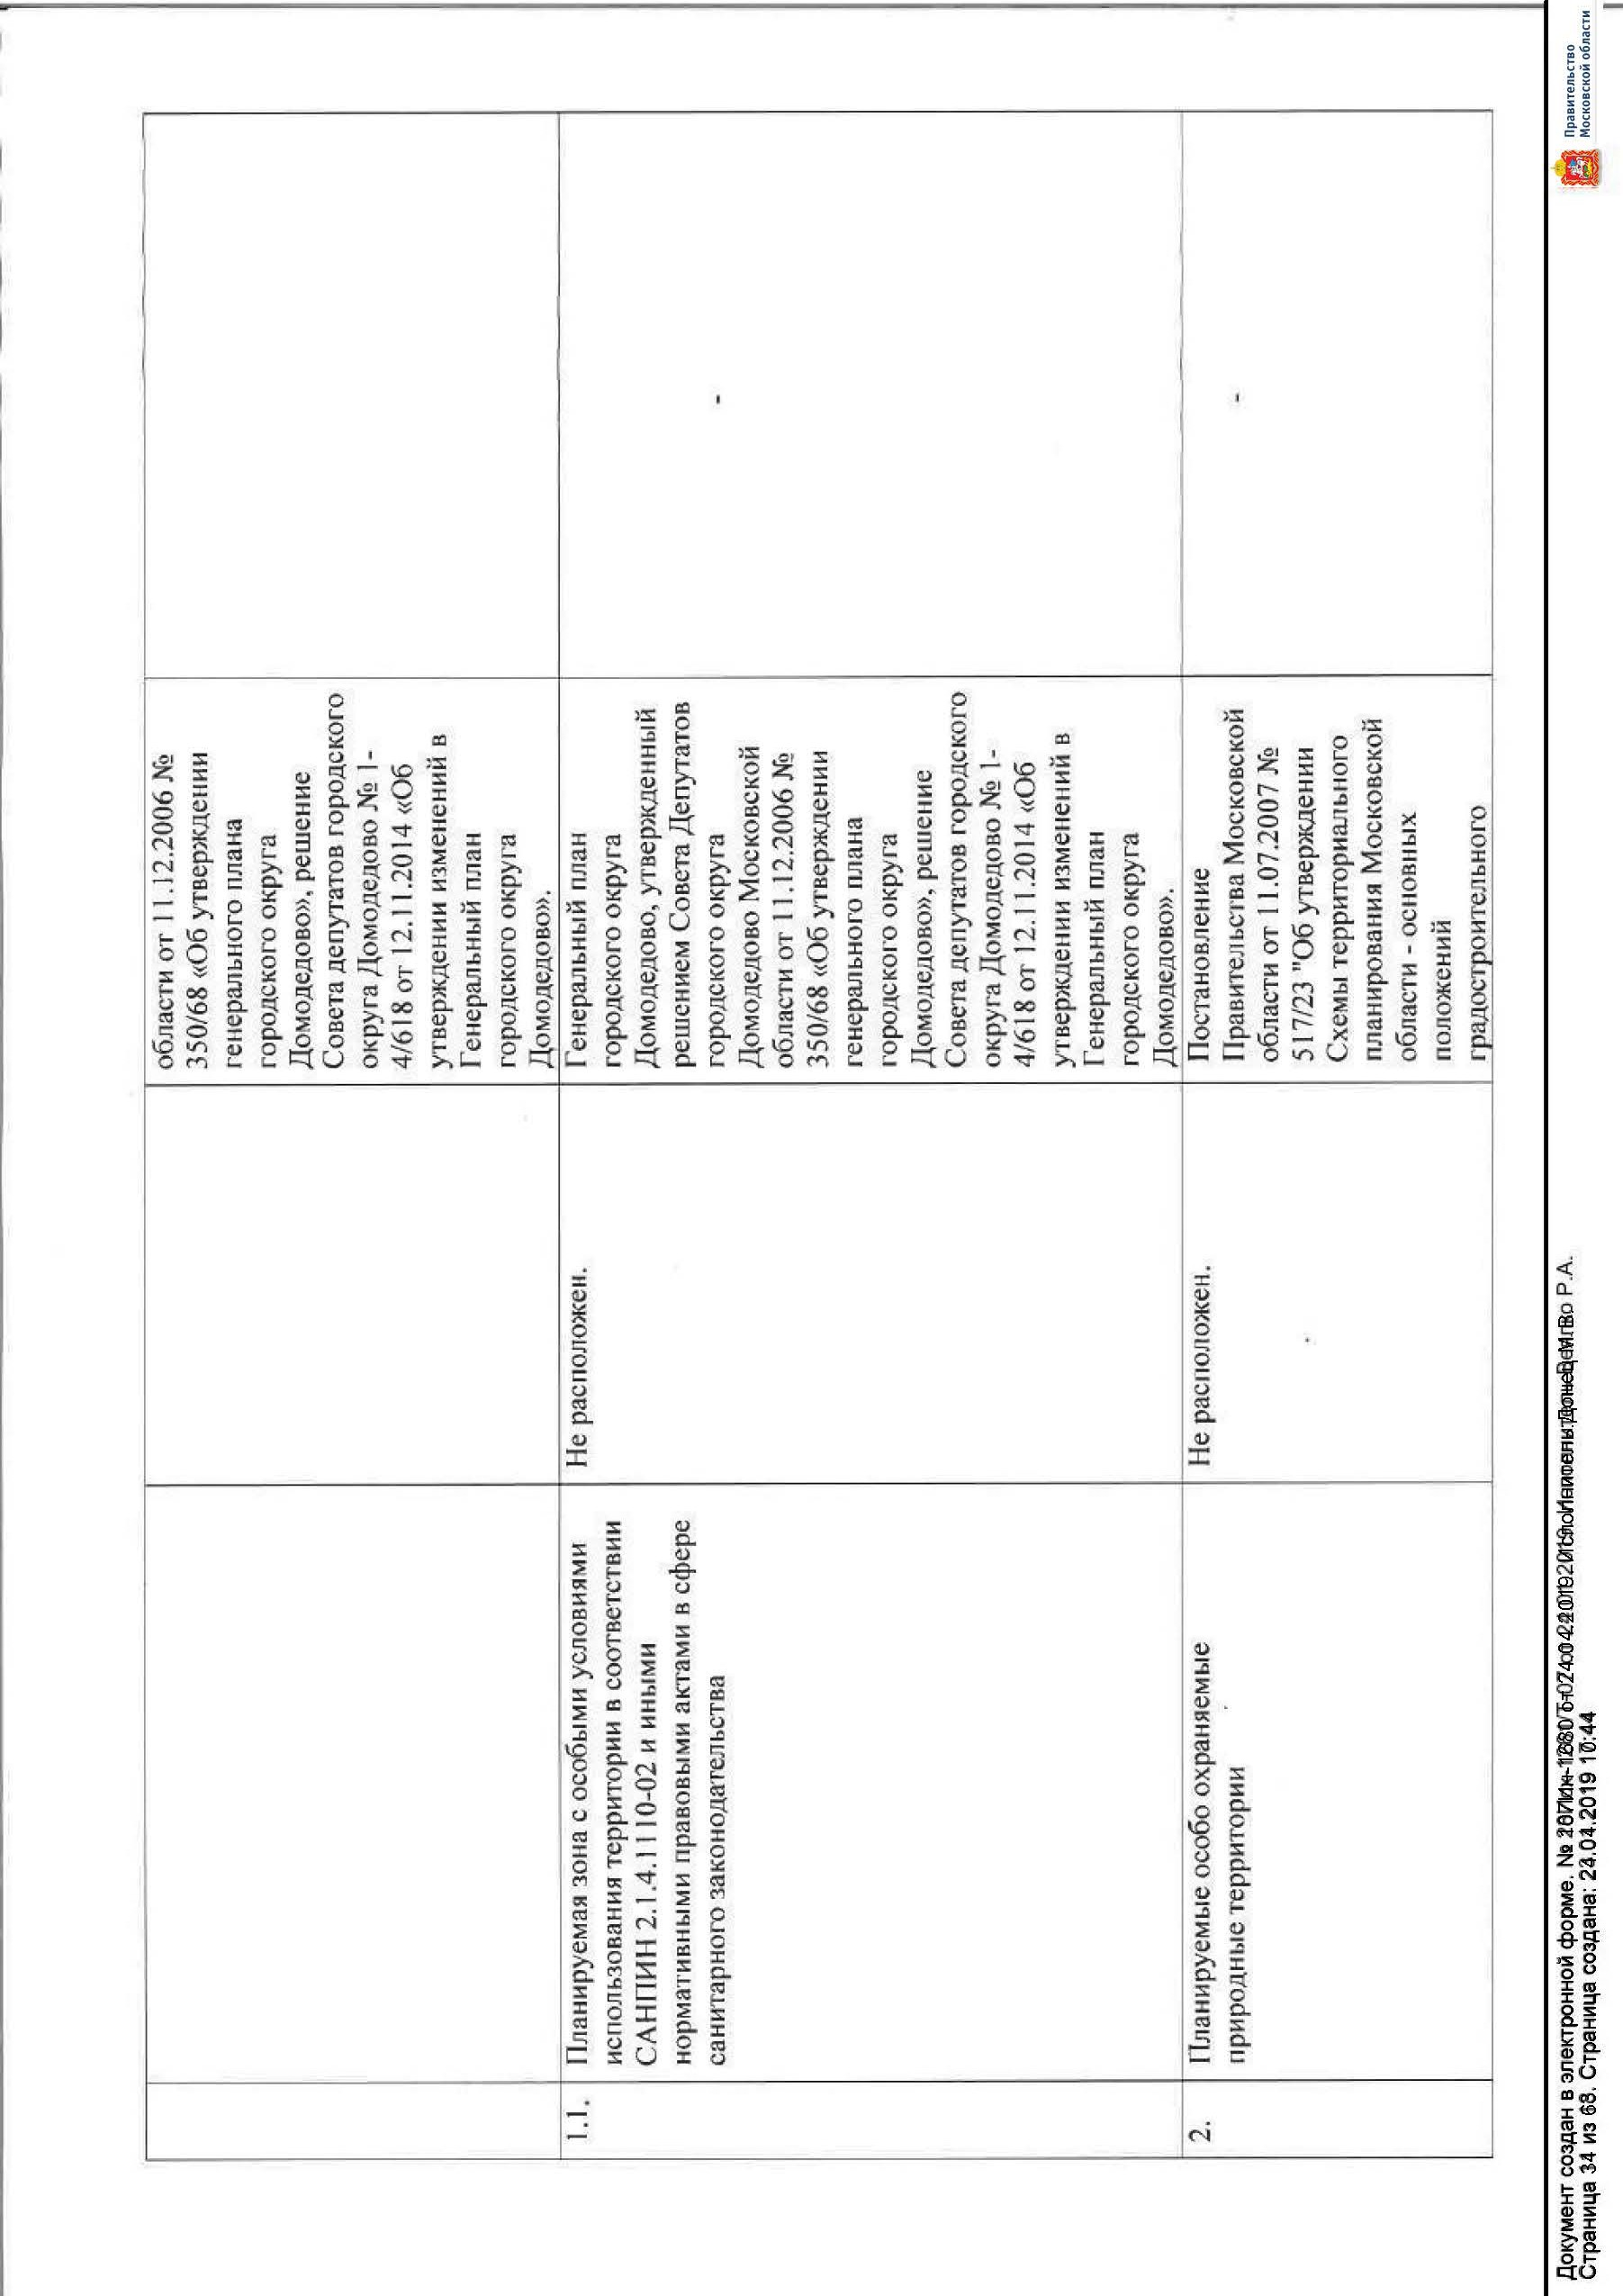 области от 11.12.2006 №
350/68 «Об утверждении
генерального плана
городского округа
Домодедово», решение
Совета депутатов городского
округа Домодедово № 1-
4/618 от 12.11.2014 «Об
утверждении изменений в
Генеральный план
городского округа
Домодедово».
1.1.
Планируемая зона с особыми условиями
использования территории в соответствии
САНПИН 2.1.4.1110-02 и иными
нормативными правовыми актами в сфере
санитарного законодательства
Не расположен.
Генеральный план
городского округа
Домодедово, утвержденный
решением Совета Депутатов
городского округа
Домодедово Московской
области от 11.12.2006 №
350/68 «Об утверждении
генерального плана
городского округа
Домодедово», решение
Совета депутатов городского
округа Домодедово № 1-
4/618 от 12.11.2014 «Об
утверждении изменений в
Генеральный план
городского округа
Домодедово».
-
2.
Планируемые особо охраняемые
природные территории
Не расположен.
Постановление
Правительства Московской
области от 11.07.2007 №
517/23 "Об утверждении
Схемы территориального
планирования Московской
области - основных
положений
градостроительного
-
Документ создан в электронной форме. №
Страница 34 из 68. Страница создана: 24.04.2019
Правительство
Московской области